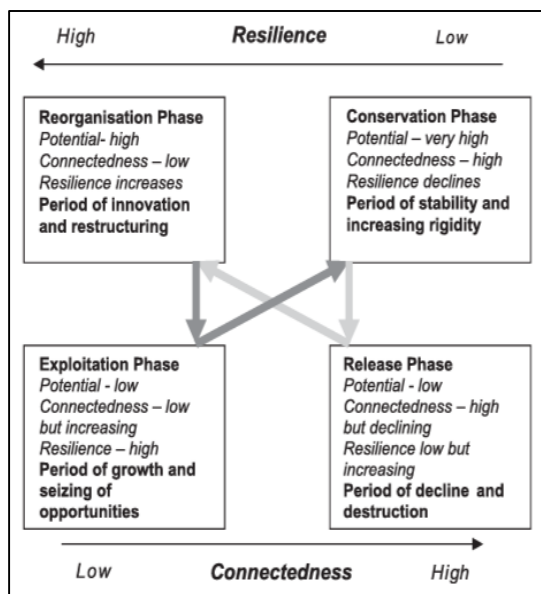 High Resilience Low
Reorganisation Phase
Potential- high
Connectedness – low
Resilience increases
Period of innovation
and restructuring
Conservation Phase
Potential – very high
Connectedness – high
Resilience declines
Period of stability and
increasing rigidity
Exploitation Phase
Potential - low
Connectedness – low
but increasing
Resilience – high
Period of growth and
seizing of
opportunities
Release Phase
Potential - low
Connectedness – high
but declining
Resilience low but
increasing
Period of decline and
destruction
Low Connectedness High